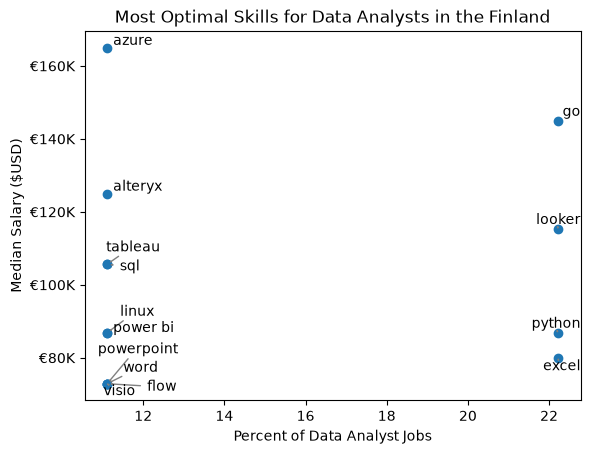 Most Optimal Skills for Data Analysts in the Finland
azure
€160K
go
€140K
alteryx
€120K
looker
tableau
sql
€100K
linux
python
power bi
€80K
powerpoint
excel
word
flow
visio
12
14
16
18
20
22
Percent of Data Analyst Jobs
Median Salary ($USD)